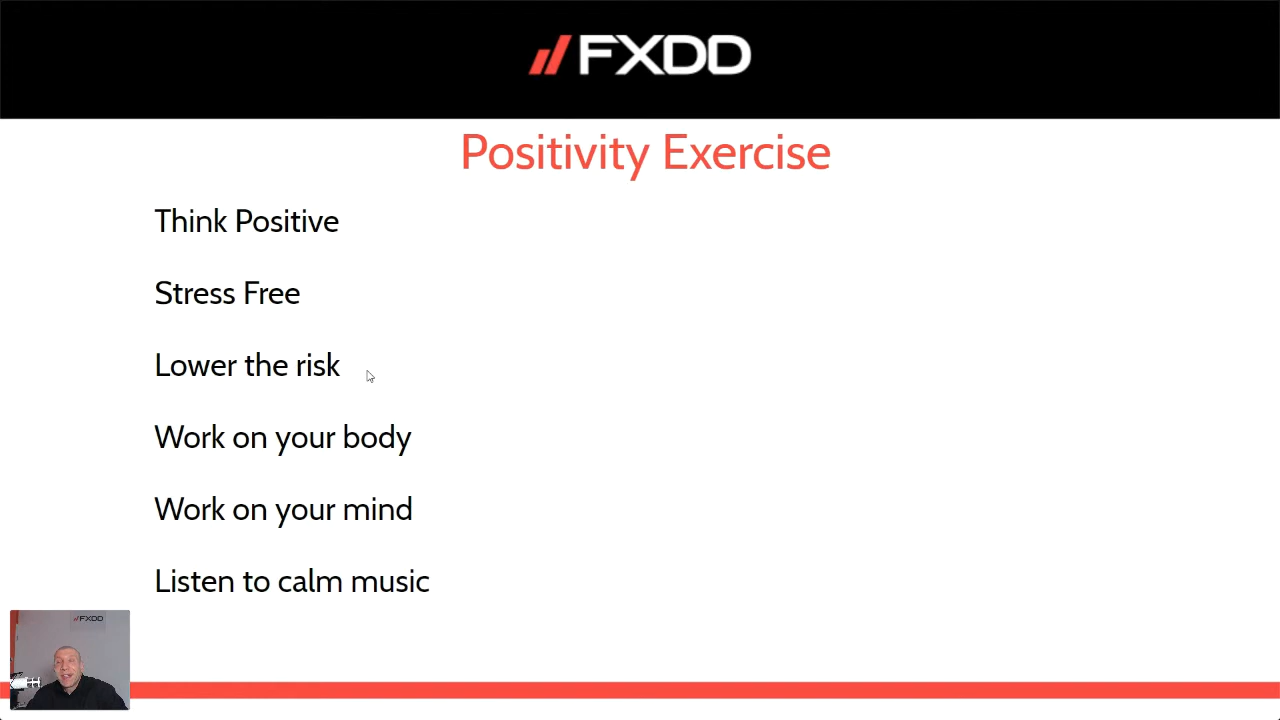 FXDD
Positivity Exercise
Think Positive
Stress Free
Lower the risk
Work on your body
Work on your mind
Listen to calm music
FXDD